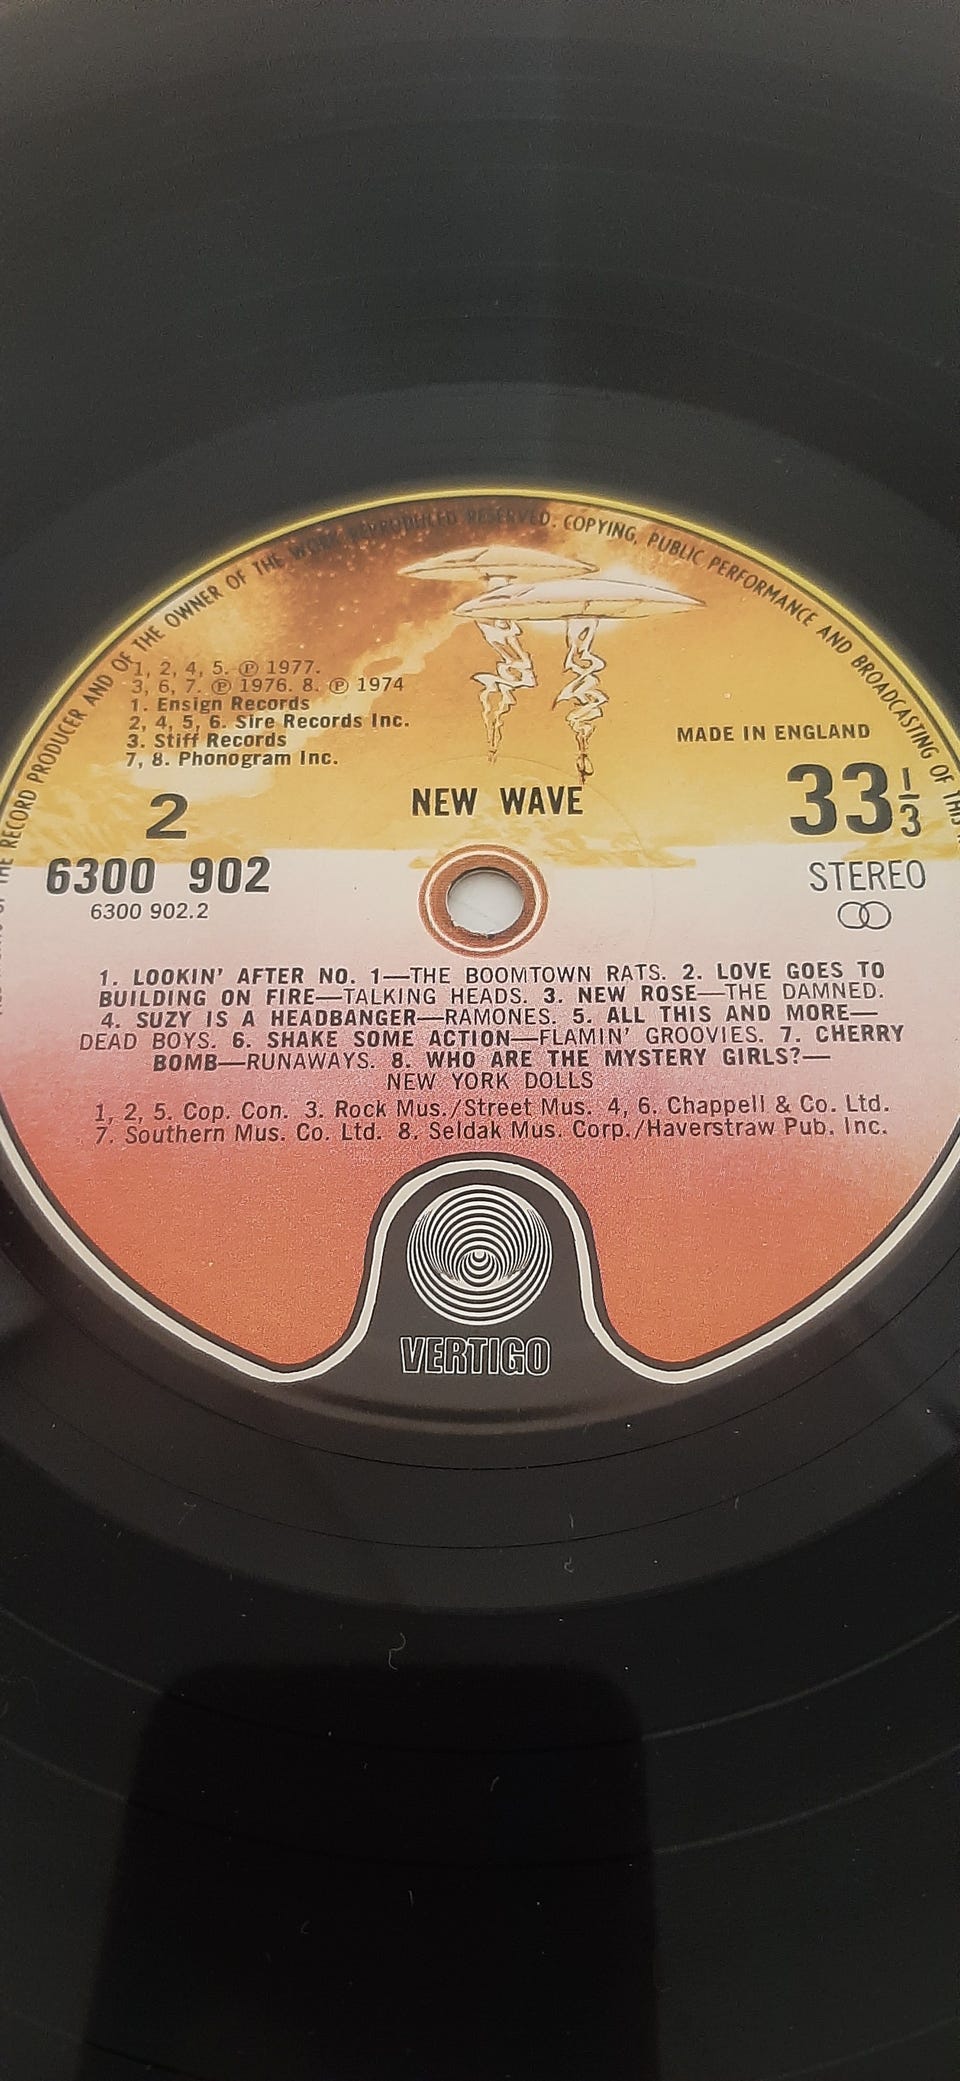 RECORD PRODUCER AND OF THE OWNER OF THE WORK REPRODUCED RESERVED. COPYING, PUBLIC PERFORMANCE AND BROADCASTING OF THIS
1, 2, 4, 5. ℗ 1977.
3, 6, 7. ℗ 1976. 8. ℗ 1974
1. Ensign Records
2, 4, 5, 6. Sire Records Inc.
3. Stiff Records
7, 8. Phonogram Inc.
MADE IN ENGLAND
2
NEW WAVE
33 1/3
6300 902
STEREO
6300 902.2
1. LOOKIN' AFTER NO. 1—THE BOOMTOWN RATS. 2. LOVE GOES TO
BUILDING ON FIRE—TALKING HEADS. 3. NEW ROSE—THE DAMNED.
4. SUZY IS A HEADBANGER—RAMONES. 5. ALL THIS AND MORE—
DEAD BOYS. 6. SHAKE SOME ACTION—FLAMIN' GROOVIES. 7. CHERRY
BOMB—RUNAWAYS. 8. WHO ARE THE MYSTERY GIRLS?—
NEW YORK DOLLS
1, 2, 5. Cop. Con. 3. Rock Mus./Street Mus. 4, 6. Chappell & Co. Ltd.
7. Southern Mus. Co. Ltd. 8. Seldak Mus. Corp./Haverstraw Pub. Inc.
VERTIGO